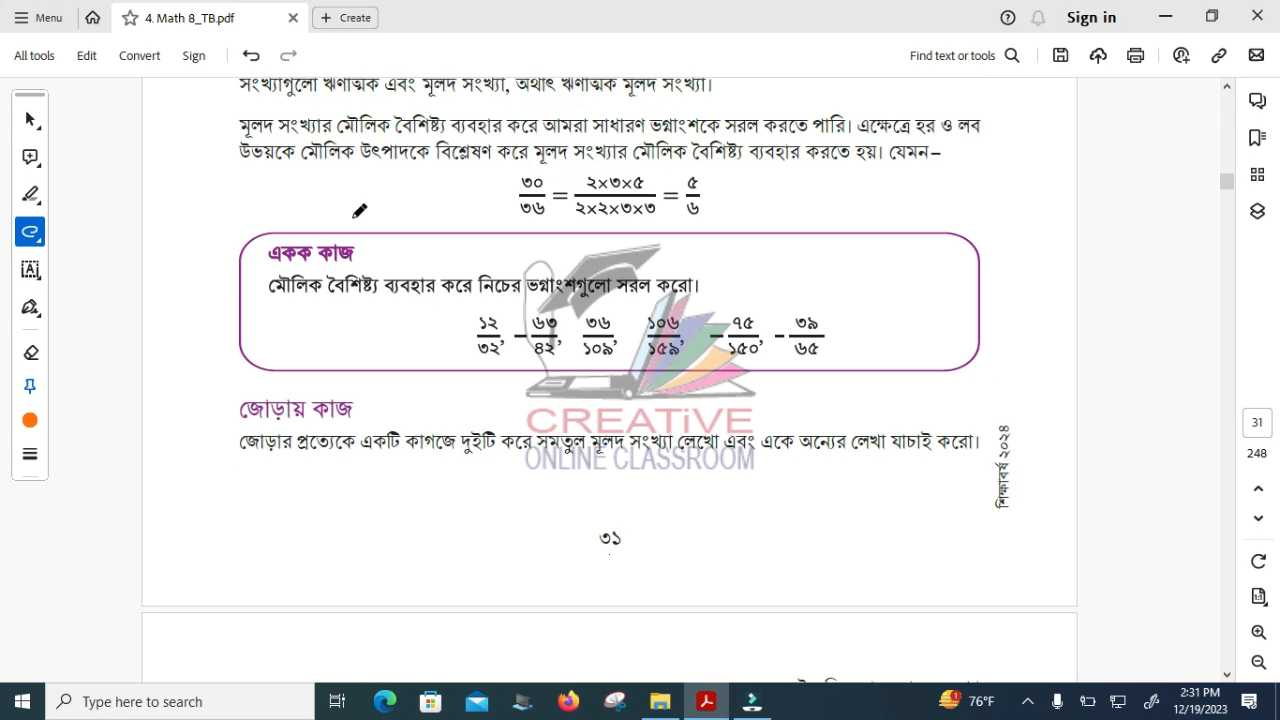 Menu
4. Math 8_TB.pdf
Create
Sign in
All tools Edit Convert Sign
Find text or tools
সংখ্যাগুলো ঋণাত্মক এবং মূলদ সংখ্যা, অর্থাৎ ঋণাত্মক মূলদ সংখ্যা।
মূলদ সংখ্যার মৌলিক বৈশিষ্ট্য ব্যবহার করে আমরা সাধারণ ভগ্নাংশকে সরল করতে পারি। এক্ষেত্রে হর ও লব
উভয়কে মৌলিক উৎপাদকে বিশ্লেষণ করে মূলদ সংখ্যার মৌলিক বৈশিষ্ট্য ব্যবহার করতে হয়। যেমন–
৩০/৩৬ = ২×৩×৫/২×২×৩×৩ = ৫/৬
একক কাজ
মৌলিক বৈশিষ্ট্য ব্যবহার করে নিচের ভগ্নাংশগুলো সরল করো।
১২/৩২, −৬৩/৪২, ৩৬/১০৯, ১০৬/১৫৯, −৭৫/১৫০, −৩৯/৬৫
জোড়ায় কাজ
জোড়ার প্রত্যেকে একটি কাগজে দুইটি করে সমতুল মূলদ সংখ্যা লেখো এবং একে অন্যের লেখা যাচাই করো।
CREATiVE
ONLINE CLASSROOM
শিক্ষাবর্ষ ২০২৪
৩১
31
248
Type here to search
76°F
2:31 PM
12/19/2023